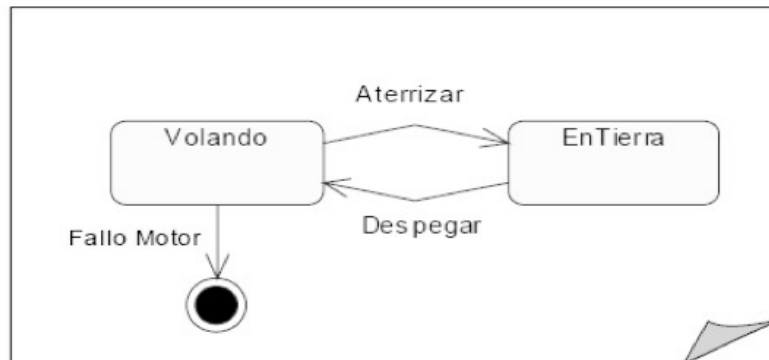 Aterrizar
Volando
EnTierra
Despegar
Fallo Motor